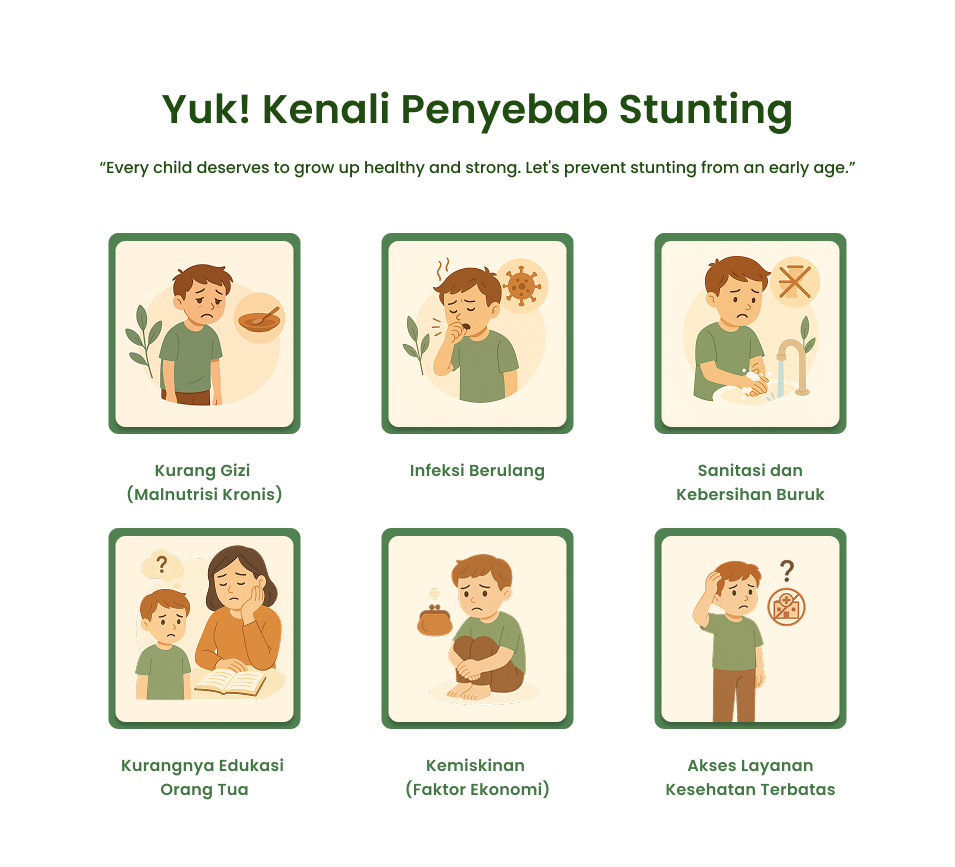 Yuk! Kenali Penyebab Stunting
“Every child deserves to grow up healthy and strong. Let's prevent stunting from an early age.”
Kurang Gizi
(Malnutrisi Kronis)
Infeksi Berulang
Sanitasi dan
Kebersihan Buruk
?
?
Kurangnya Edukasi
Orang Tua
Kemiskinan
(Faktor Ekonomi)
Akses Layanan
Kesehatan Terbatas